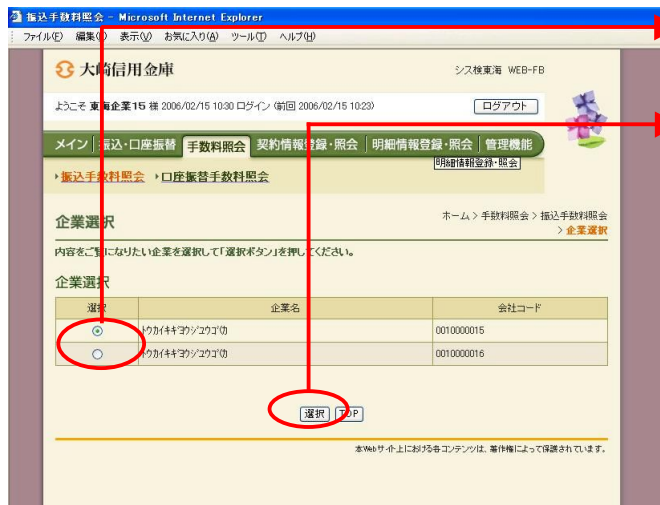 振込手数料照会 - Microsoft Internet Explorer
ファイル(F) 編集(E) 表示(V) お気に入り(A) ツール(T) ヘルプ(H)
大崎信用金庫
シス検東海 WEB-FB
ようこそ 東海企業15 様 2006/02/15 10:30 ログイン (前回 2006/02/15 10:23)
ログアウト
メイン 振込・口座振替 手数料照会 契約情報登録・照会 明細情報登録・照会 管理機能
明細情報登録・照会
振込手数料照会 口座振替手数料照会
企業選択
ホーム > 手数料照会 > 振込手数料照会
> 企業選択
内容をご覧になりたい企業を選択して「選択ボタン」を押してください。
企業選択
選択 企業名 会社コード
トウカイキギヨウジユウゴ(カ 0010000015
トウカイキギヨウジユウゴ(カ 0010000016
選択 TOP
本Webサイト上における各コンテンツは、著作権によって保護されています。